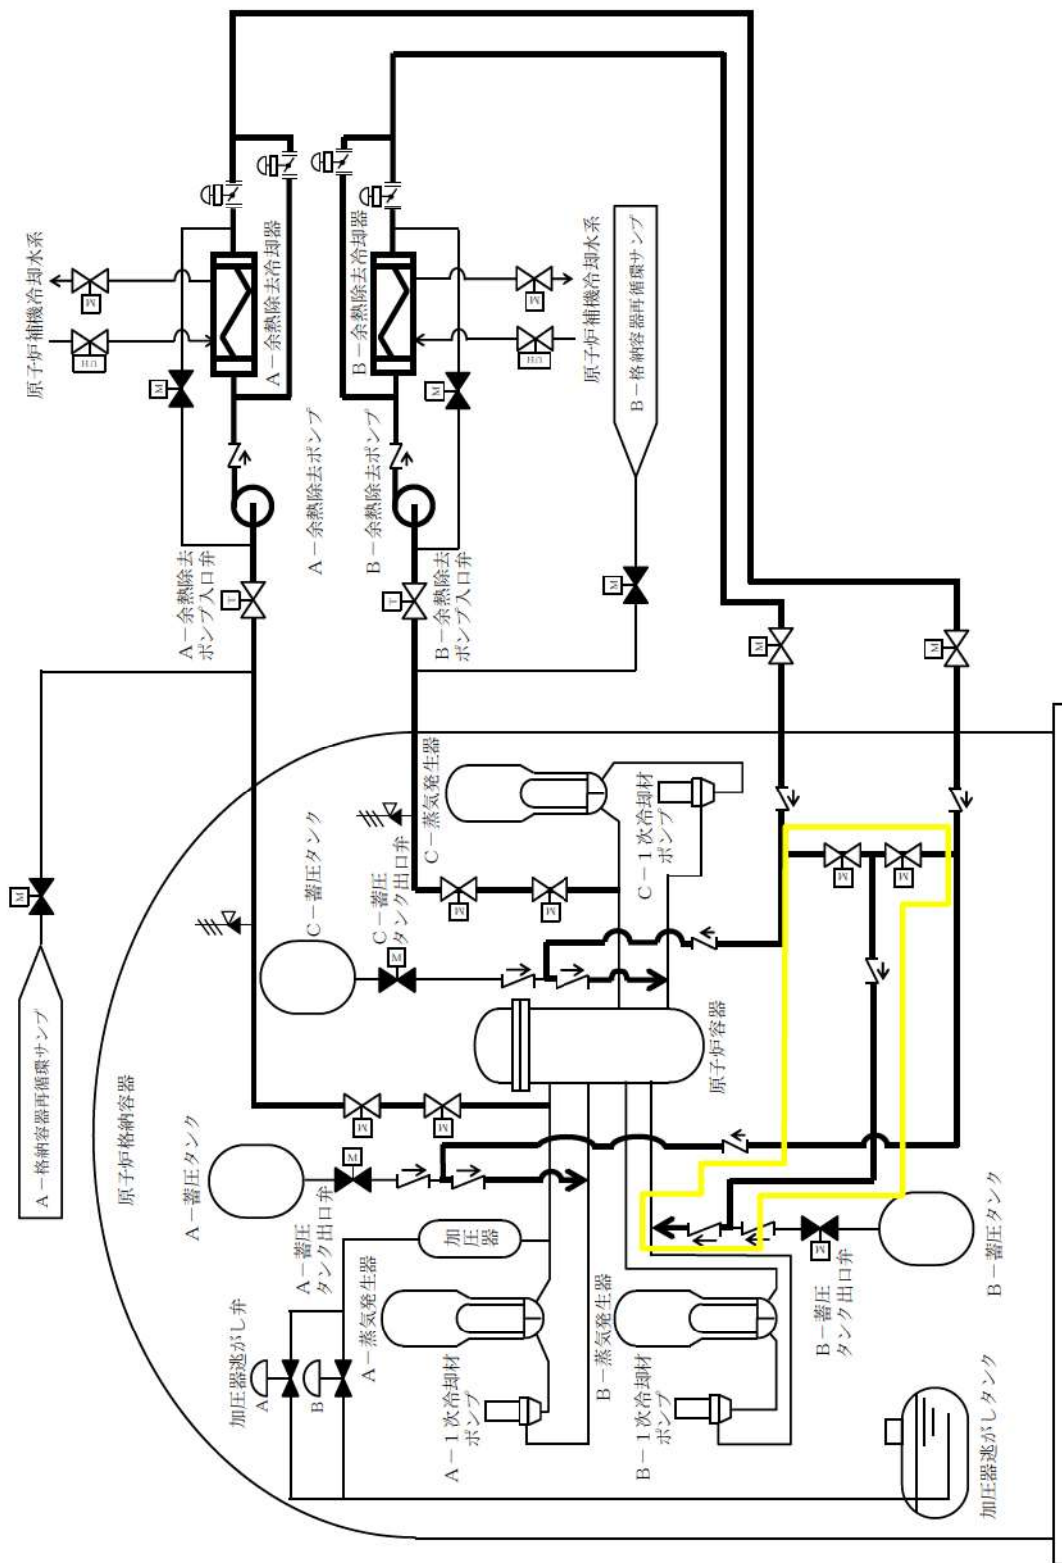 A－格納容器再循環サンプ
M
原子炉補機冷却水系
M
U/H
M
A－余熱除去冷却器
A－余熱除去ポンプ
A－余熱除去
ポンプ入口弁
T
B－余熱除去冷却器
原子炉補機冷却水系
M
U/H
M
B－余熱除去ポンプ
B－余熱除去
ポンプ入口弁
T
B－格納容器再循環サンプ
M
M
M
原子炉格納容器
C－蓄圧タンク
C－蓄圧
タンク出口弁
M
C－蒸気発生器
C－1次冷却材
ポンプ
M
M
M
M
原子炉容器
M
M
A－蓄圧タンク
A－蓄圧
タンク出口弁
M
加圧器
加圧器逃がし弁
A
B
A－蒸気発生器
A－1次冷却材
ポンプ
B－蒸気発生器
B－1次冷却材
ポンプ
M
B－蓄圧
タンク出口弁
B－蓄圧タンク
加圧器逃がしタンク